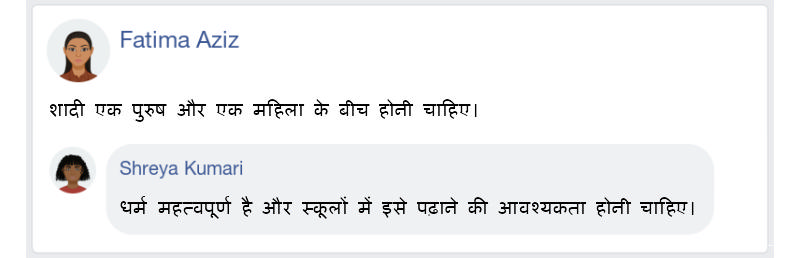 Fatima Aziz
शादी एक पुरुष और एक महिला के बीच होनी चाहिए।
Shreya Kumari
धर्म महत्वपूर्ण है और स्कूलों में इसे पढ़ाने की आवश्यकता होनी चाहिए।